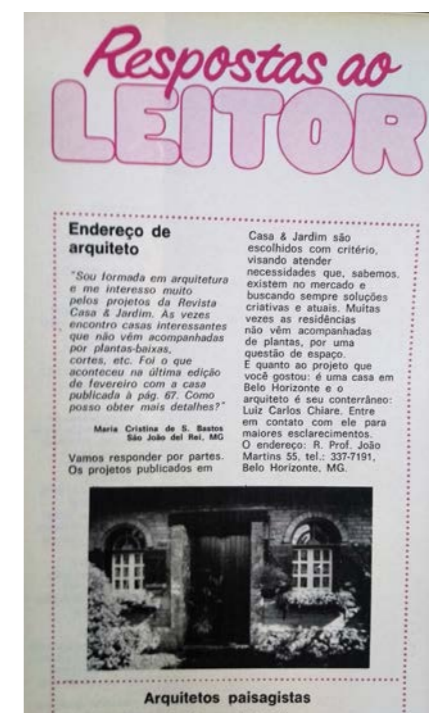 Respostas ao
LEITOR
Endereço de
arquiteto
"Sou formada em arquitetura
e me interesso muito
pelos projetos da Revista
Casa & Jardim. Às vezes
encontro casas interessantes
que não vêm acompanhadas
por plantas-baixas,
cortes, etc. Foi o que
aconteceu na última edição
de fevereiro com a casa
publicada à pág. 67. Como
posso obter mais detalhes?"
Maria Cristina de S. Bastos
São João del Rei, MG
Vamos responder por partes.
Os projetos publicados em
Casa & Jardim são
escolhidos com critério,
visando atender
necessidades que, sabemos,
existem no mercado e
buscando sempre soluções
criativas e atuais. Muitas
vezes as residências
não vêm acompanhadas
de plantas, por uma
questão de espaço.
E quanto ao projeto que
você gostou: é uma casa em
Belo Horizonte e o
arquiteto é seu conterrâneo:
Luiz Carlos Chiare. Entre
em contato com ele para
maiores esclarecimentos.
O endereço: R. Prof. João
Martins 55, tel.: 337-7191,
Belo Horizonte, MG.
Arquitetos paisagistas